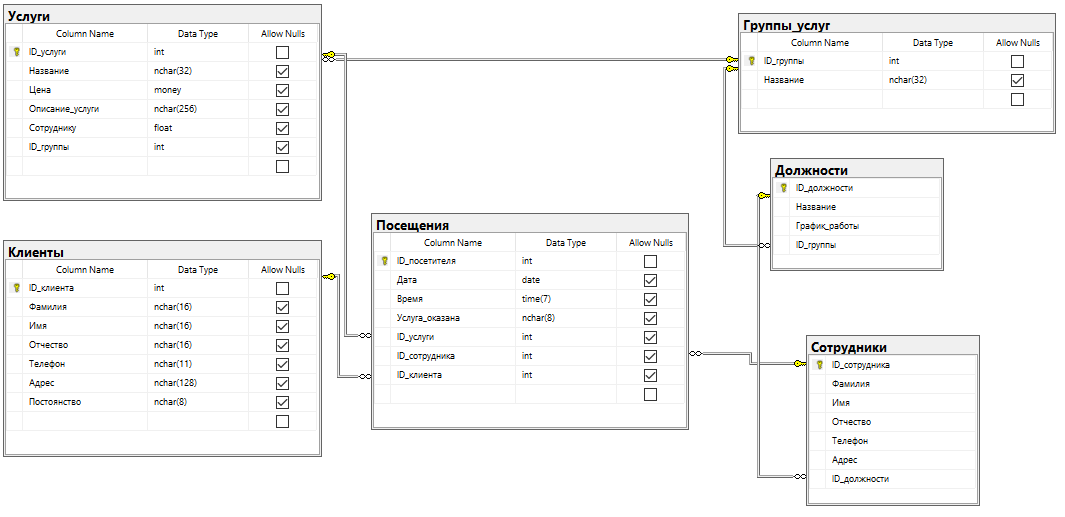 Услуги
Column Name Data Type Allow Nulls
ID_услуги int
Название nchar(32)
Цена money
Описание_услуги nchar(256)
Сотруднику float
ID_группы int
Группы_услуг
Column Name Data Type Allow Nulls
ID_группы int
Название nchar(32)
Должности
ID_должности
Название
График_работы
ID_группы
Клиенты
Column Name Data Type Allow Nulls
ID_клиента int
Фамилия nchar(16)
Имя nchar(16)
Отчество nchar(16)
Телефон nchar(11)
Адрес nchar(128)
Постоянство nchar(8)
Посещения
Column Name Data Type Allow Nulls
ID_посетителя int
Дата date
Время time(7)
Услуга_оказана nchar(8)
ID_услуги int
ID_сотрудника int
ID_клиента int
Сотрудники
ID_сотрудника
Фамилия
Имя
Отчество
Телефон
Адрес
ID_должности